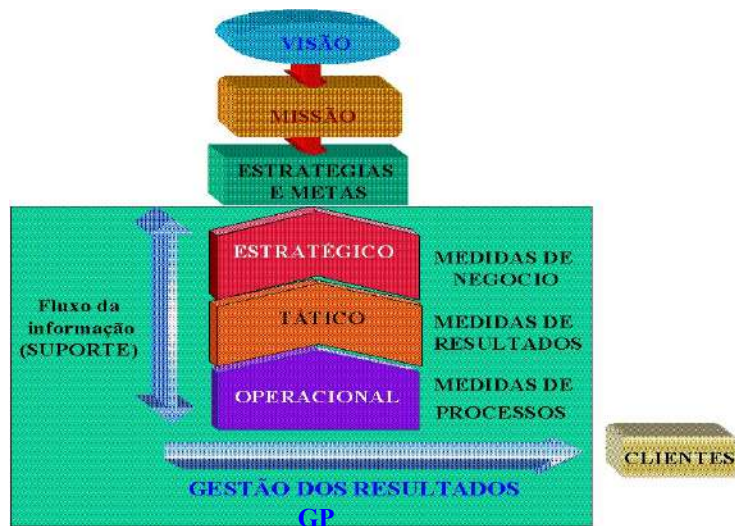 VISÃO
MISSÃO
ESTRATEGIAS
E METAS
ESTRATÉGICO
MEDIDAS DE
NEGOCIO
Fluxo da
informação
(SUPORTE)
TÁTICO
MEDIDAS DE
RESULTADOS
OPERACIONAL
MEDIDAS DE
PROCESSOS
CLIENTES
GESTÃO DOS RESULTADOS
GP